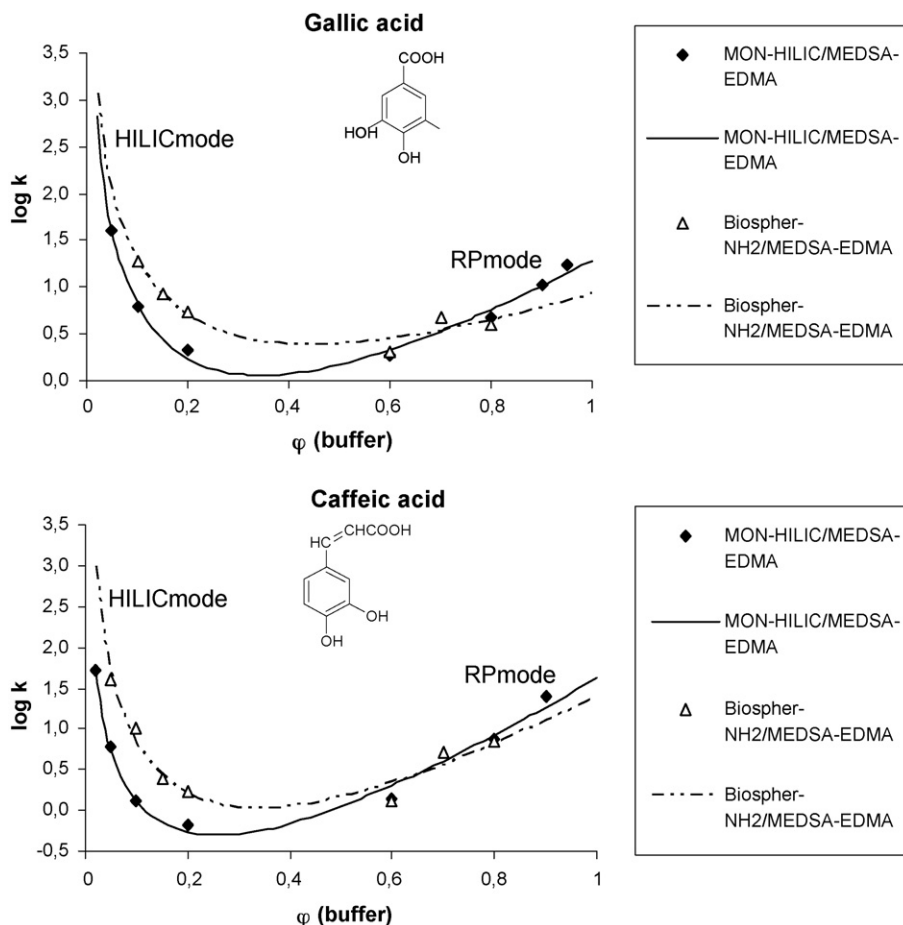 Gallic acid
3,5
3,0
2,5
2,0
1,5
1,0
0,5
0,0
log k
HILICmode
RPmode
COOH
HOH
OH
0
0,2
0,4
0,6
0,8
1
φ (buffer)
MON-HILIC/MEDSA-
EDMA
MON-HILIC/MEDSA-
EDMA
Biospher-
NH2/MEDSA-EDMA
Biospher-
NH2/MEDSA-EDMA
Caffeic acid
3,5
3,0
2,5
2,0
1,5
1,0
0,5
0,0
-0,5
log k
HILICmode
RPmode
HC
CHCOOH
OH
OH
0
0,2
0,4
0,6
0,8
1
φ (buffer)
MON-HILIC/MEDSA-
EDMA
MON-HILIC/MEDSA-
EDMA
Biospher-
NH2/MEDSA-EDMA
Biospher-
NH2/MEDSA-EDMA